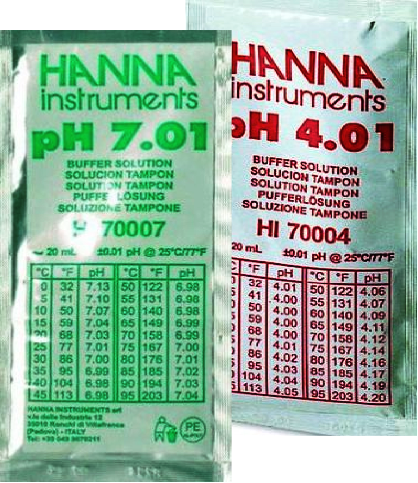 HANNA
instruments
pH 7.01
BUFFER SOLUTION
SOLUCION TAMPON
SOLUTION TAMPON
PUFFERLÖSUNG
SOLUZIONE TAMPONE
HI 70007
20 mL ±0.01 pH @ 25°C/77°F
°C °F pH °C °F pH
0 32 7.13 50 122 6.98
5 41 7.10 55 131 6.98
10 50 7.07 60 140 6.98
15 59 7.04 65 149 6.99
20 68 7.03 70 158 6.99
25 77 7.01 75 167 7.00
30 86 7.00 80 176 7.01
35 95 6.99 85 185 7.02
40 104 6.98 90 194 7.03
45 113 6.98 95 203 7.04
HANNA INSTRUMENTS srl
v.le delle Industrie 12
35010 Ronchi di Villafranca
(Padova) - ITALY
PE
HANNA
instruments
pH 4.01
BUFFER SOLUTION
SOLUCION TAMPON
SOLUTION TAMPON
PUFFERLÖSUNG
SOLUZIONE TAMPONE
HI 70004
20 mL ±0.01 pH @ 25°C/77°F
°F pH °C °F pH
32 4.01 50 122 4.06
41 4.00 55 131 4.07
50 4.00 60 140 4.09
59 4.00 65 149 4.11
68 4.00 70 158 4.12
77 4.01 75 167 4.14
86 4.02 80 176 4.16
95 4.03 85 185 4.17
104 4.04 90 194 4.19
113 4.05 95 203 4.20